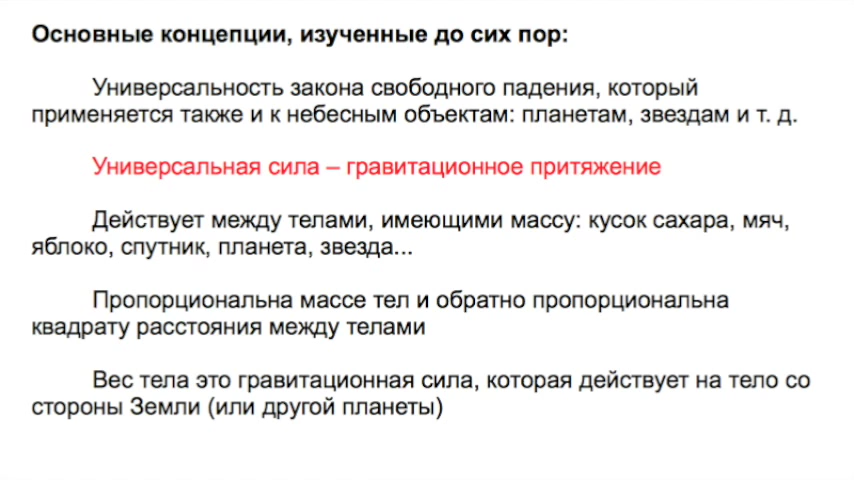 Основные концепции, изученные до сих пор:
Универсальность закона свободного падения, который
применяется также и к небесным объектам: планетам, звездам и т. д.
Универсальная сила – гравитационное притяжение
Действует между телами, имеющими массу: кусок сахара, мяч,
яблоко, спутник, планета, звезда...
Пропорциональна массе тел и обратно пропорциональна
квадрату расстояния между телами
Вес тела это гравитационная сила, которая действует на тело со
стороны Земли (или другой планеты)